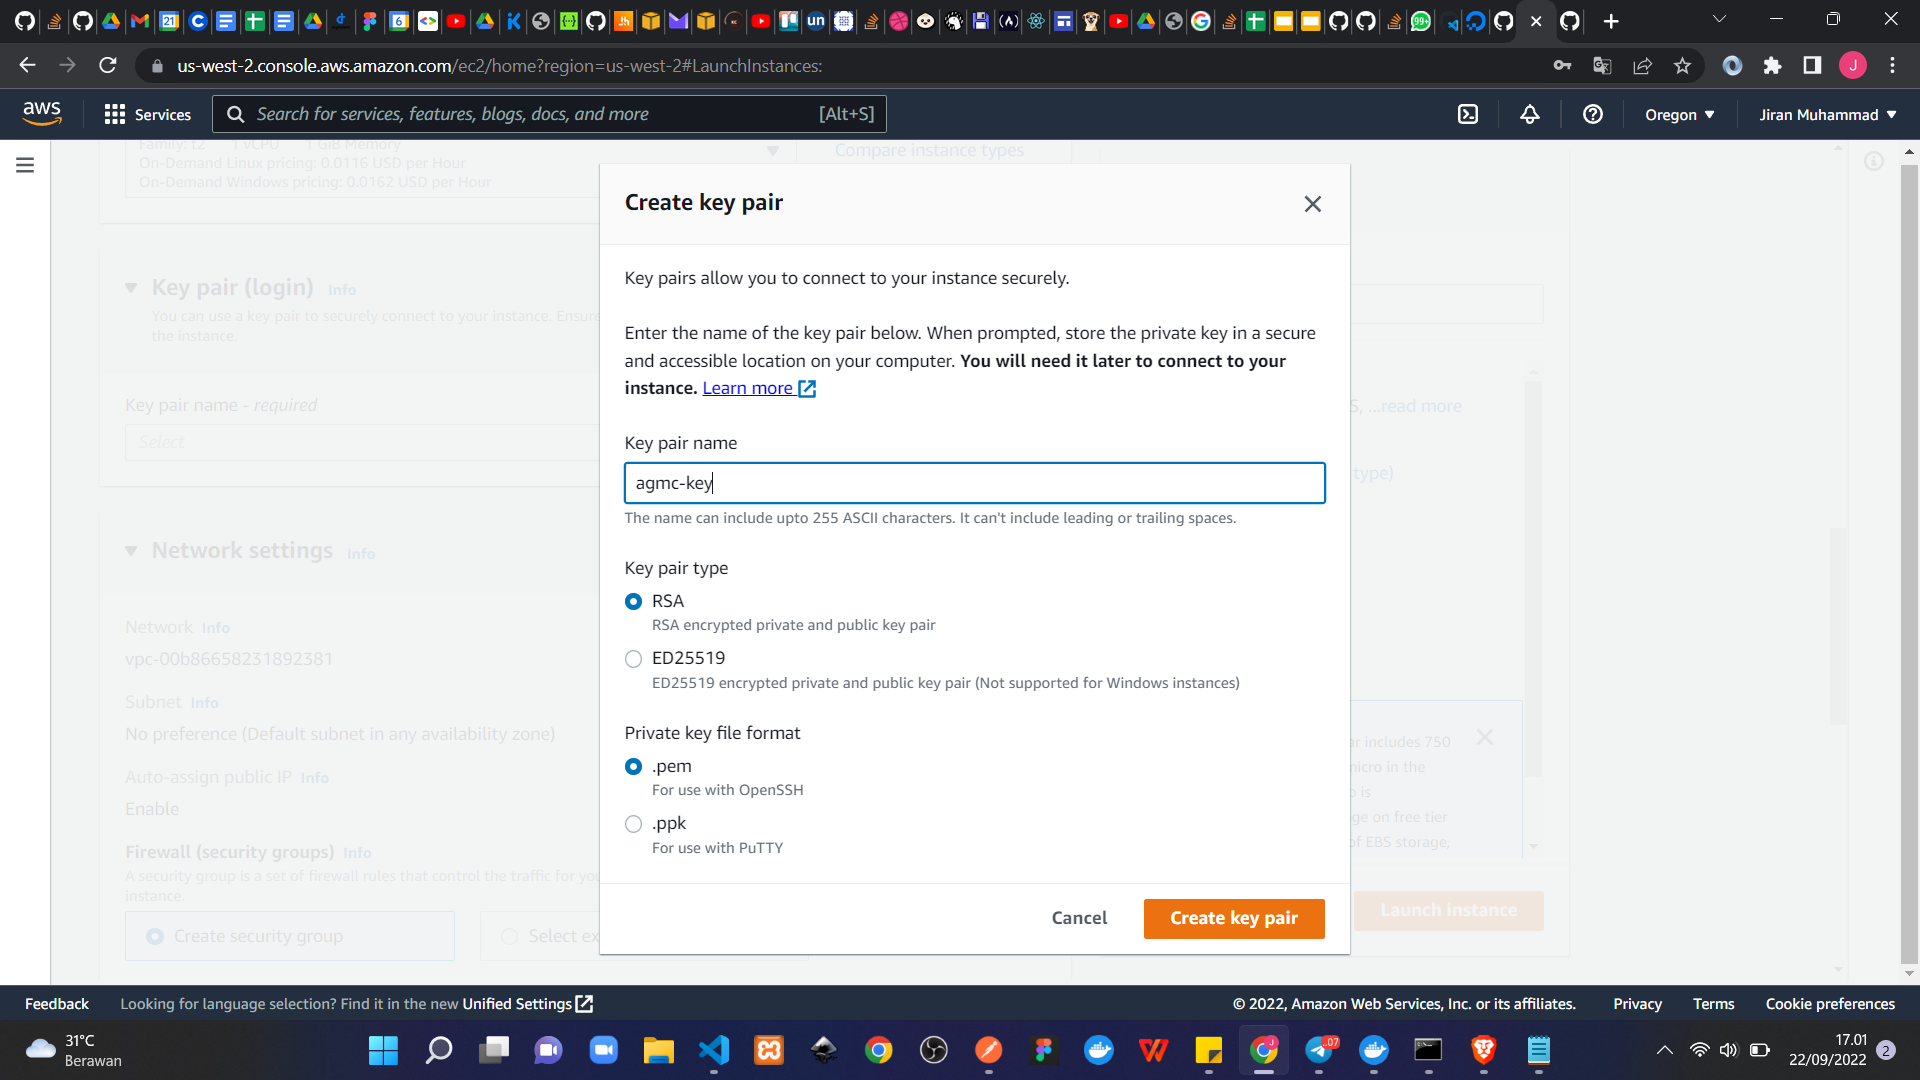 us-west-2.console.aws.amazon.com/ec2/home?region=us-west-2#LaunchInstances:
J
aws
Services
Search for services, features, blogs, docs, and more
[Alt+S]
Oregon
Jiran Muhammad
Family: t2 1 vCPU 1 GiB Memory
On-Demand Linux pricing: 0.0116 USD per Hour
On-Demand Windows pricing: 0.0162 USD per Hour
Compare instance types
Key pair (login) Info
You can use a key pair to securely connect to your instance. Ensure
the instance.
Key pair name - required
Select
Network settings Info
Network Info
vpc-00b86658231892381
Subnet Info
No preference (Default subnet in any availability zone)
Auto-assign public IP Info
Enable
Firewall (security groups) Info
A security group is a set of firewall rules that control the traffic for you
instance.
Create security group
Select ex
Create key pair
Key pairs allow you to connect to your instance securely.
Enter the name of the key pair below. When prompted, store the private key in a secure
and accessible location on your computer. You will need it later to connect to your
instance. Learn more
Key pair name
agmc-key
The name can include upto 255 ASCII characters. It can't include leading or trailing spaces.
Key pair type
RSA
RSA encrypted private and public key pair
ED25519
ED25519 encrypted private and public key pair (Not supported for Windows instances)
Private key file format
.pem
For use with OpenSSH
.ppk
For use with PuTTY
Cancel
Create key pair
S, ...read more
type)
ar includes 750
micro in the
is
ge on free tier
of EBS storage,
Launch instance
Feedback
Looking for language selection? Find it in the new Unified Settings
© 2022, Amazon Web Services, Inc. or its affiliates.
Privacy
Terms
Cookie preferences
31°C
Berawan
17.01
22/09/2022
2